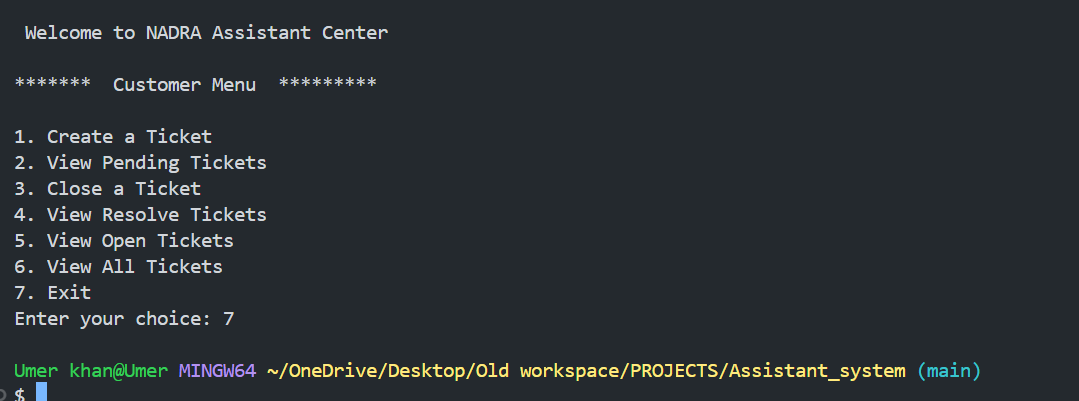 Welcome to NADRA Assistant Center
*******  Customer Menu  *********
1. Create a Ticket
2. View Pending Tickets
3. Close a Ticket
4. View Resolve Tickets
5. View Open Tickets
6. View All Tickets
7. Exit
Enter your choice: 7
Umer khan@Umer MINGW64 ~/OneDrive/Desktop/Old workspace/PROJECTS/Assistant_system (main)
$